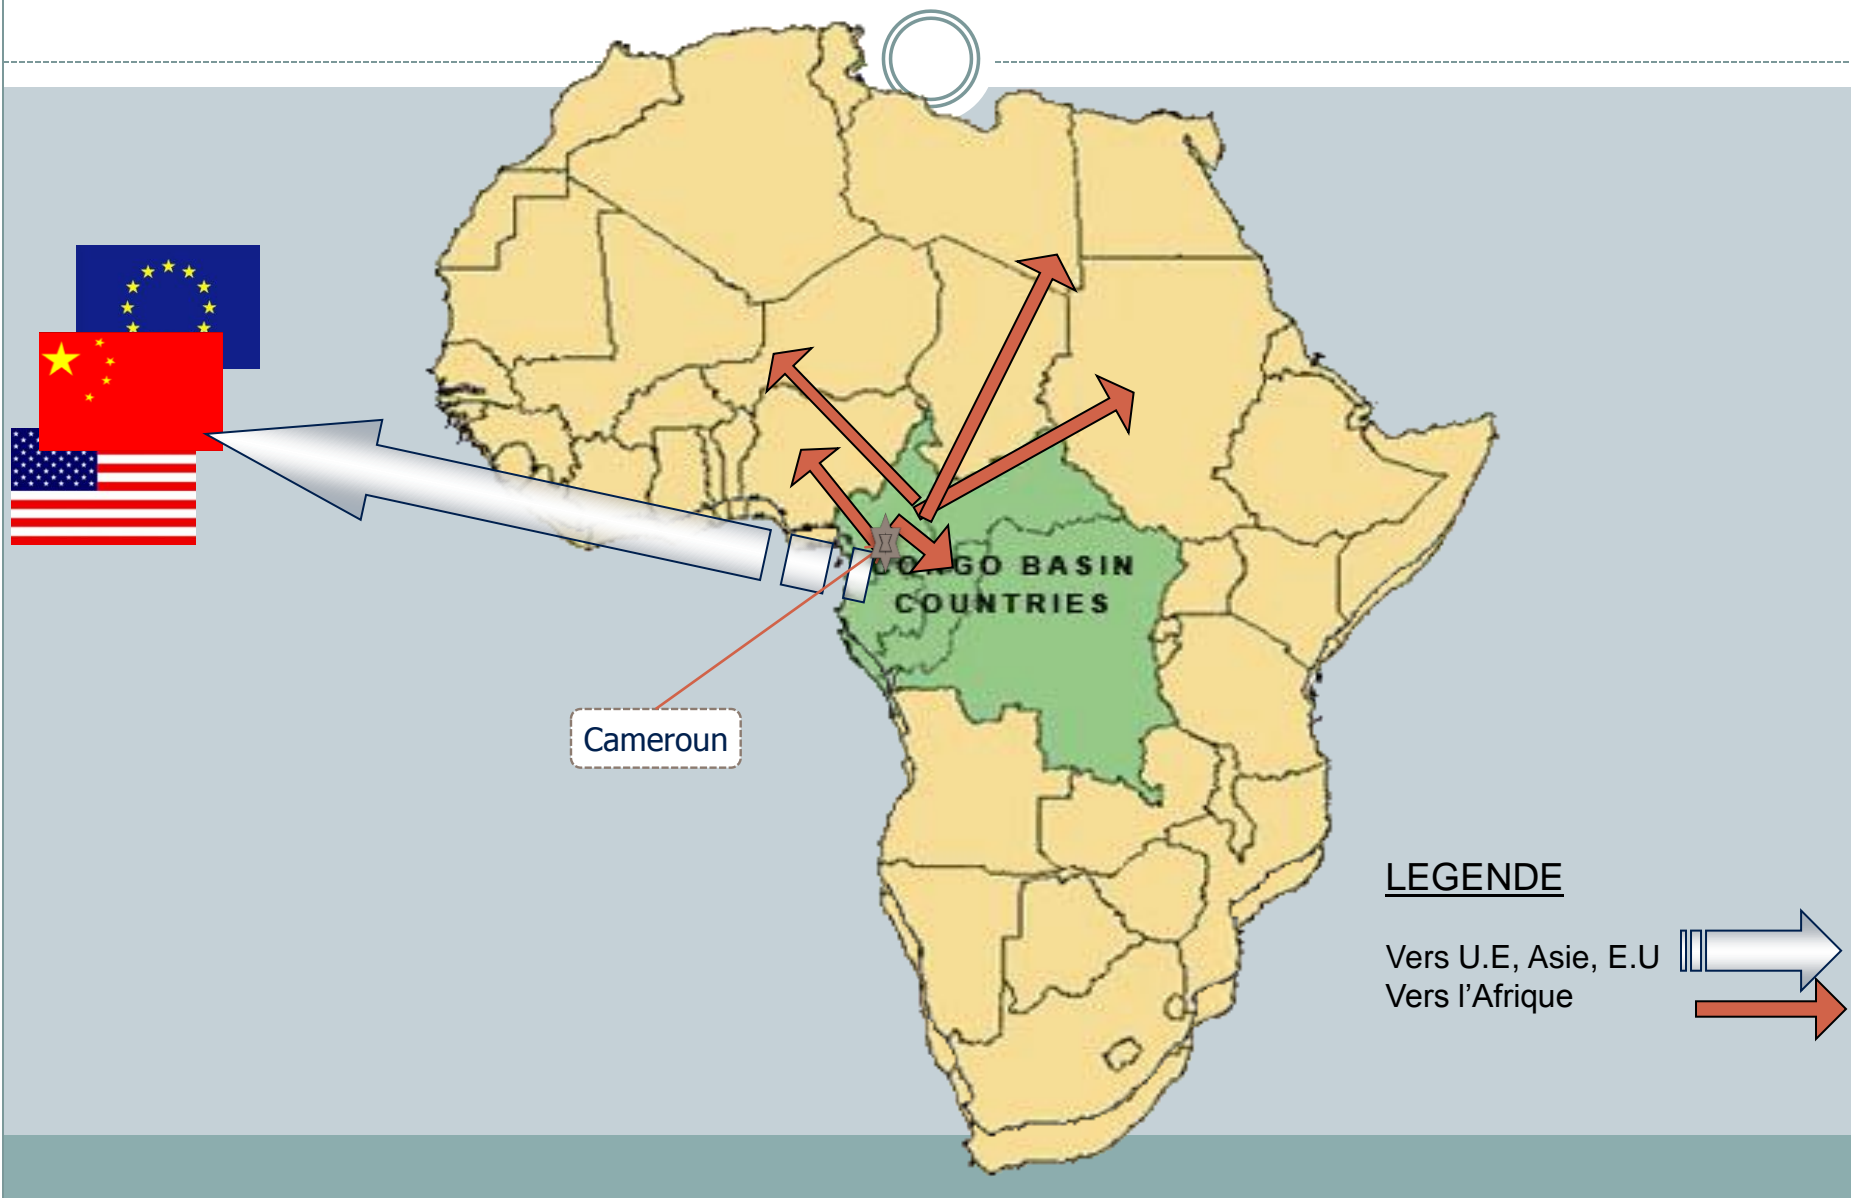 CONGO BASIN
COUNTRIES
Cameroun
LEGENDE
Vers U.E, Asie, E.U
Vers l’Afrique